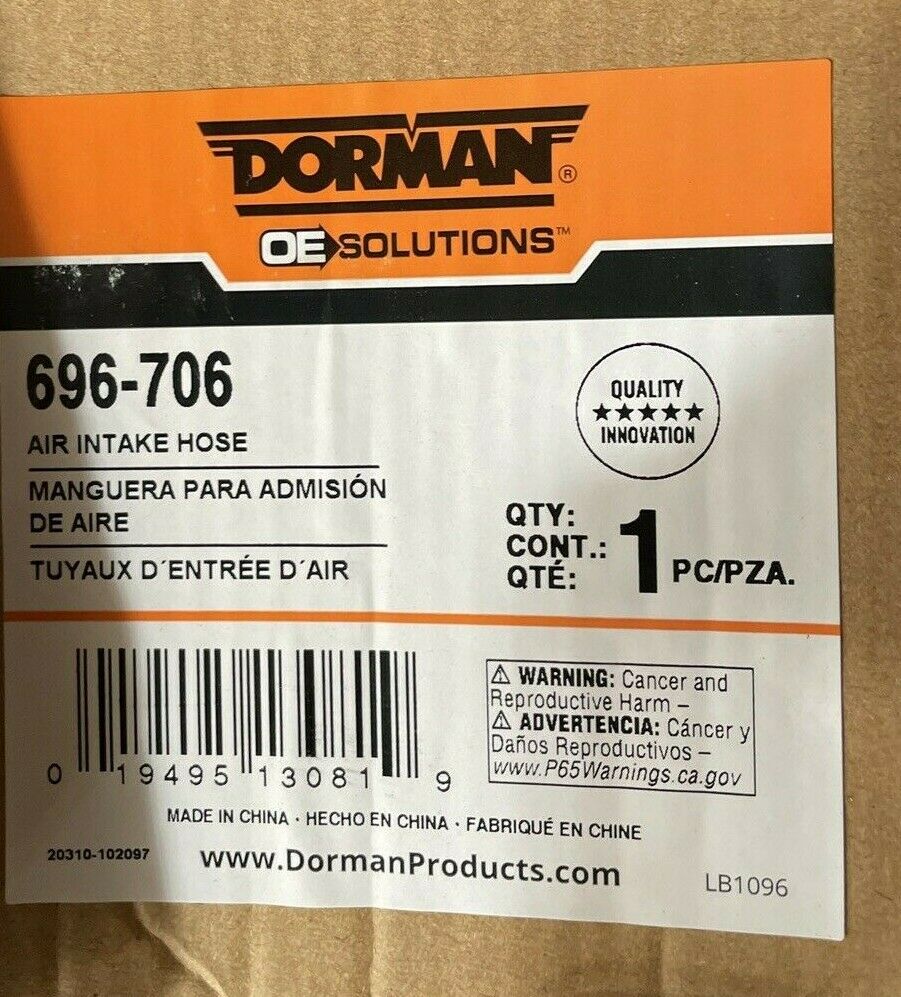 DORMAN®
OE SOLUTIONS™
696-706
AIR INTAKE HOSE
MANGUERA PARA ADMISIÓN
DE AIRE
TUYAUX D´ENTRÉE D´AIR
QUALITY
★★★★★
INNOVATION
QTY:
CONT.:
QTÉ:
1 PC/PZA.
0 19495 13081 9
⚠ WARNING: Cancer and
Reproductive Harm –
⚠ ADVERTENCIA: Cáncer y
Daños Reproductivos –
www.P65Warnings.ca.gov
MADE IN CHINA · HECHO EN CHINA · FABRIQUÉ EN CHINE
20310-102097
www.DormanProducts.com
LB1096